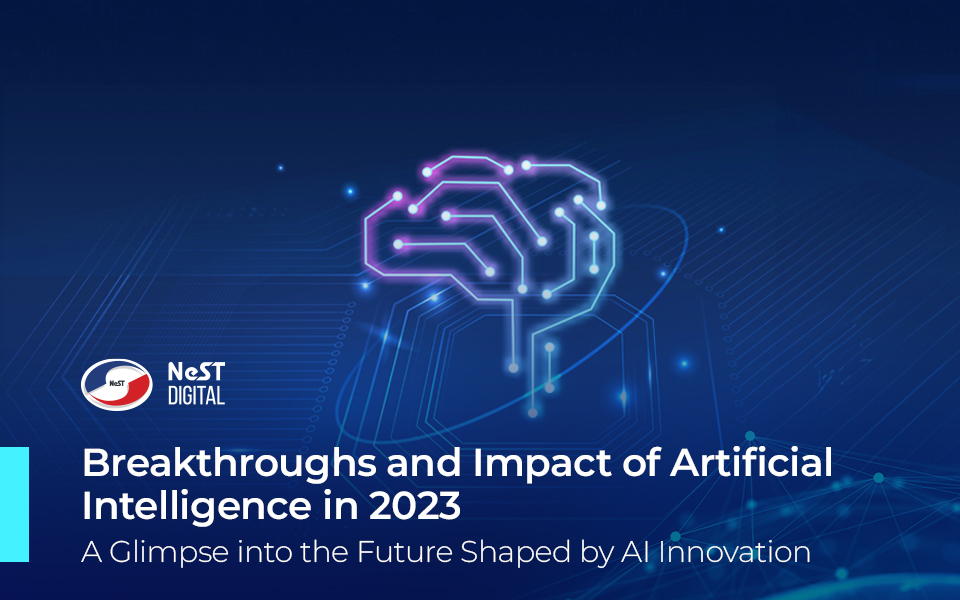 NeST
NeST
DIGITAL
Breakthroughs and Impact of Artificial
Intelligence in 2023
A Glimpse into the Future Shaped by AI Innovation